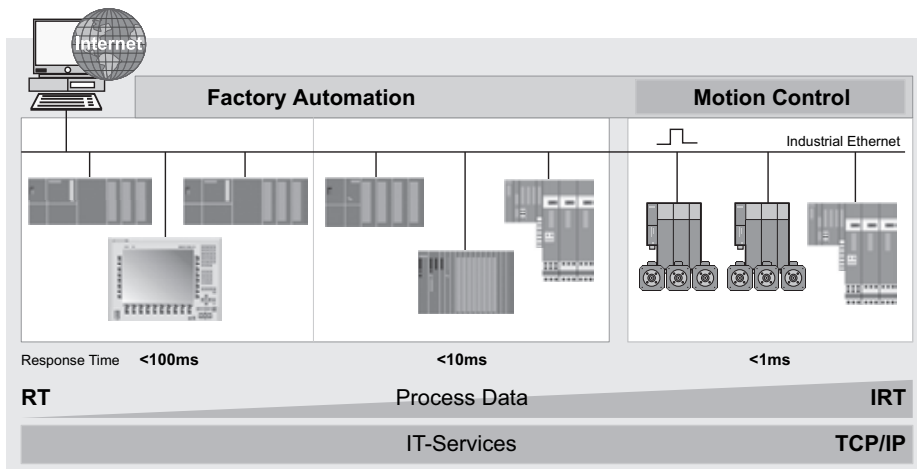 Internet
Factory Automation
Motion Control
Industrial Ethernet
Response Time <100ms <10ms <1ms
RT Process Data IRT
IT-Services TCP/IP